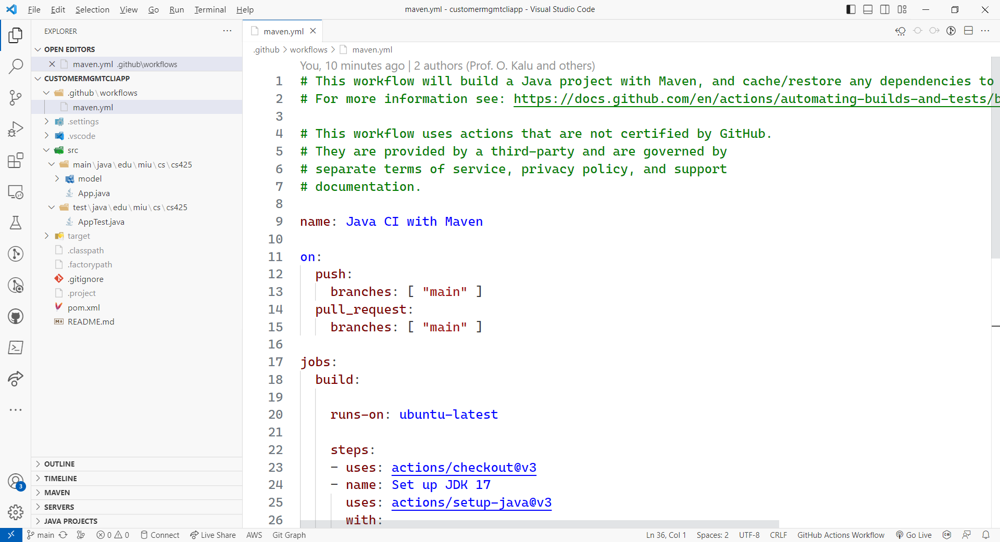 File Edit Selection View Go Run Terminal Help
maven.yml - customermgmtcliapp - Visual Studio Code
EXPLORER
OPEN EDITORS
maven.yml .github\workflows
CUSTOMERMGMTCLIAPP
.github\workflows
maven.yml
.settings
.vscode
src
main\java\edu\miu\cs\cs425
model
App.java
test\java\edu\miu\cs\cs425
AppTest.java
target
.classpath
.factorypath
.gitignore
.project
pom.xml
README.md
OUTLINE
TIMELINE
MAVEN
SERVERS
JAVA PROJECTS
3
maven.yml
.github > workflows > maven.yml
You, 10 minutes ago | 2 authors (Prof. O. Kalu and others)
1 # This workflow will build a Java project with Maven, and cache/restore any dependencies to
2 # For more information see: https://docs.github.com/en/actions/automating-builds-and-tests/b
3
4 # This workflow uses actions that are not certified by GitHub.
5 # They are provided by a third-party and are governed by
6 # separate terms of service, privacy policy, and support
7 # documentation.
8
9 name: Java CI with Maven
10
11 on:
12 push:
13 branches: [ "main" ]
14 pull_request:
15 branches: [ "main" ]
16
17 jobs:
18 build:
19
20 runs-on: ubuntu-latest
21
22 steps:
23 - uses: actions/checkout@v3
24 - name: Set up JDK 17
25 uses: actions/setup-java@v3
26 with:
main 0 0 Connect Live Share AWS Git Graph
Ln 36, Col 1 Spaces: 2 UTF-8 CRLF GitHub Actions Workflow Go Live